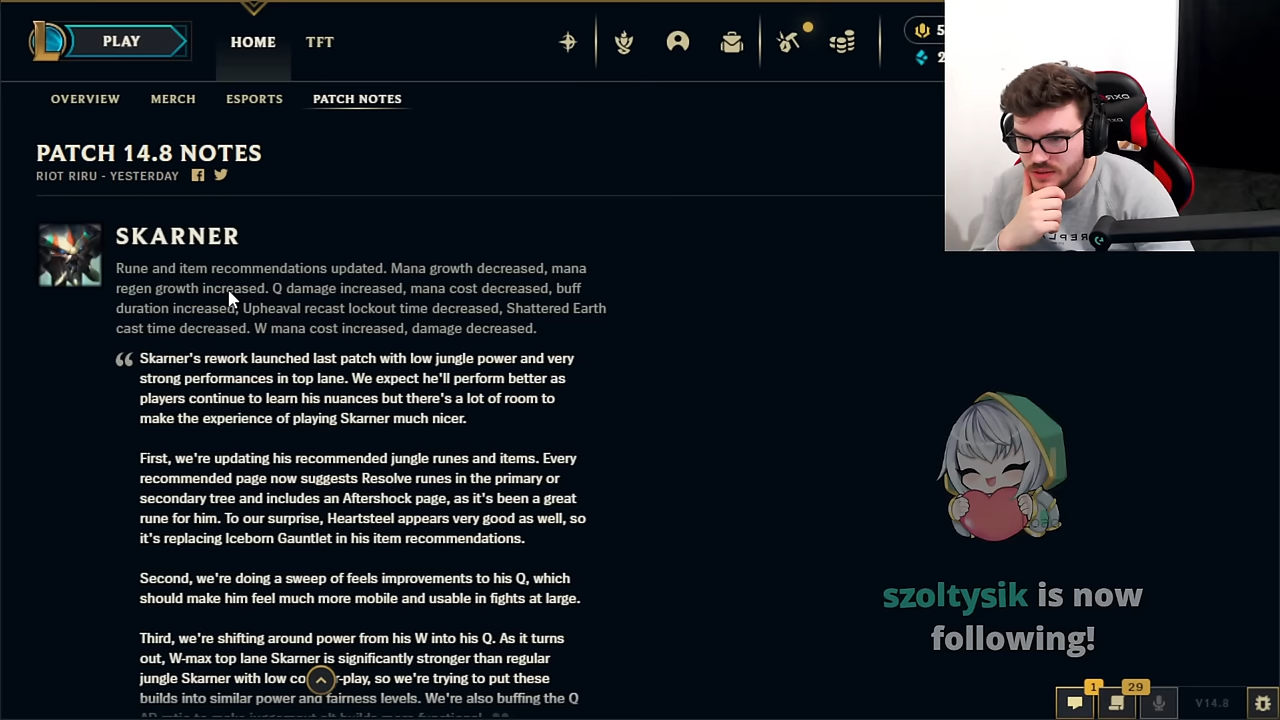 PLAY
HOME
TFT
5
2
OVERVIEW
MERCH
ESPORTS
PATCH NOTES
PATCH 14.8 NOTES
RIOT RIRU - YESTERDAY
SKARNER
Rune and item recommendations updated. Mana growth decreased, mana
regen growth increased. Q damage increased, mana cost decreased, buff
duration increased, Upheaval recast lockout time decreased, Shattered Earth
cast time decreased. W mana cost increased, damage decreased.
“ Skarner's rework launched last patch with low jungle power and very
strong performances in top lane. We expect he'll perform better as
players continue to learn his nuances but there's a lot of room to
make the experience of playing Skarner much nicer.
First, we're updating his recommended jungle runes and items. Every
recommended page now suggests Resolve runes in the primary or
secondary tree and includes an Aftershock page, as it's been a great
rune for him. To our surprise, Heartsteel appears very good as well, so
it's replacing Iceborn Gauntlet in his item recommendations.
Second, we're doing a sweep of feels improvements to his Q, which
should make him feel much more mobile and usable in fights at large.
Third, we're shifting around power from his W into his Q. As it turns
out, W-max top lane Skarner is significantly stronger than regular
jungle Skarner with low co -play, so we're trying to put these
builds into similar power and fairness levels. We're also buffing the Q
szoltysik is now
following!
1
29
V14.8